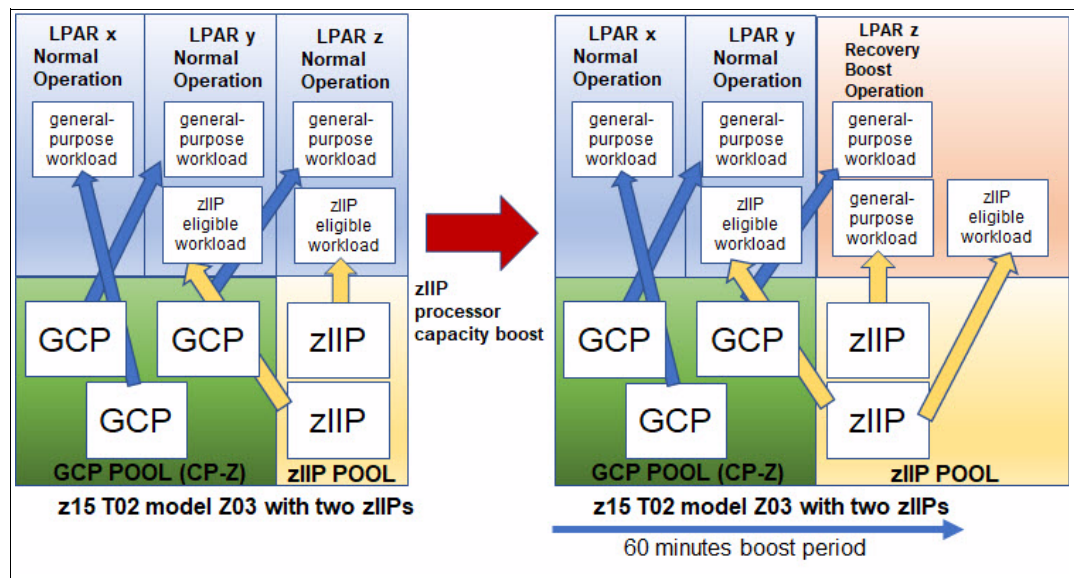 LPAR x
Normal
Operation
LPAR y
Normal
Operation
LPAR z
Normal
Operation
general-
purpose
workload
general-
purpose
workload
general-
purpose
workload
zIIP
eligible
workload
zIIP
eligible
workload
GCP
GCP
GCP
zIIP
zIIP
GCP POOL (CP-Z)
zIIP POOL
z15 T02 model Z03 with two zIIPs
zIIP
processor
capacity boost
LPAR x
Normal
Operation
LPAR y
Normal
Operation
LPAR z
Recovery
Boost
Operation
general-
purpose
workload
general-
purpose
workload
general-
purpose
workload
zIIP
eligible
workload
general-
purpose
workload
zIIP
eligible
workload
GCP
GCP
GCP
zIIP
zIIP
GCP POOL (CP-Z)
zIIP POOL
z15 T02 model Z03 with two zIIPs
60 minutes boost period